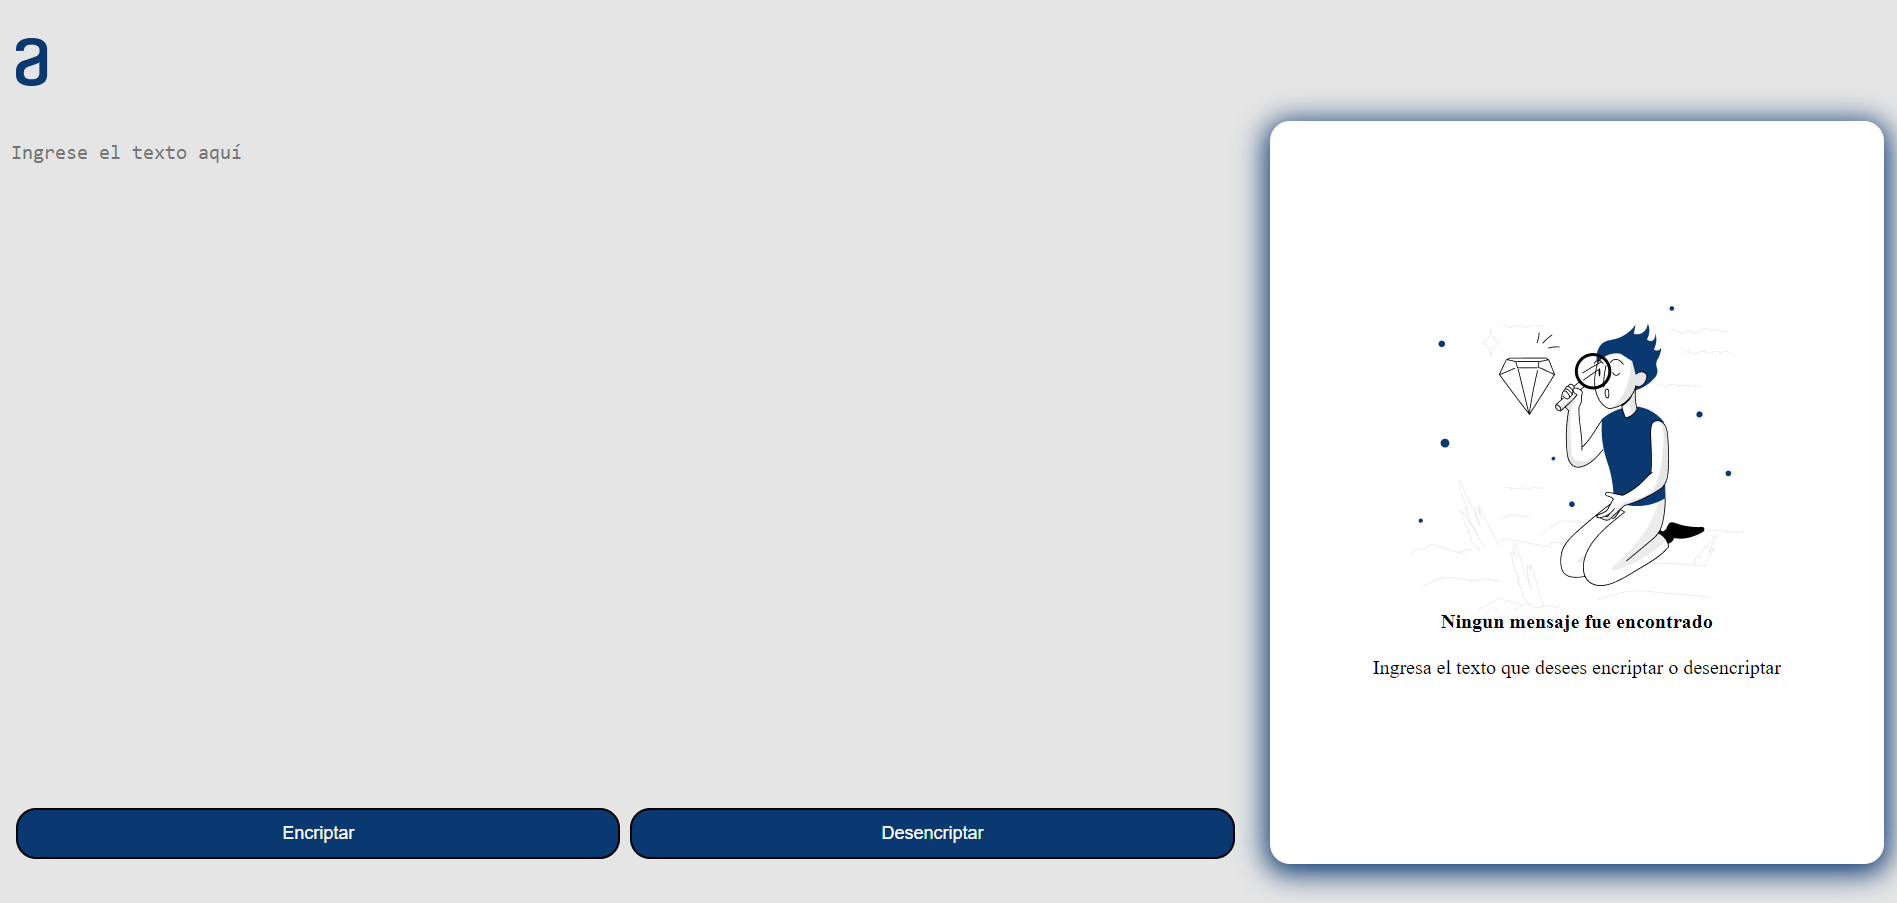 a
Ingrese el texto aquí
Ningun mensaje fue encontrado
Ingresa el texto que desees encriptar o desencriptar
Encriptar
Desencriptar